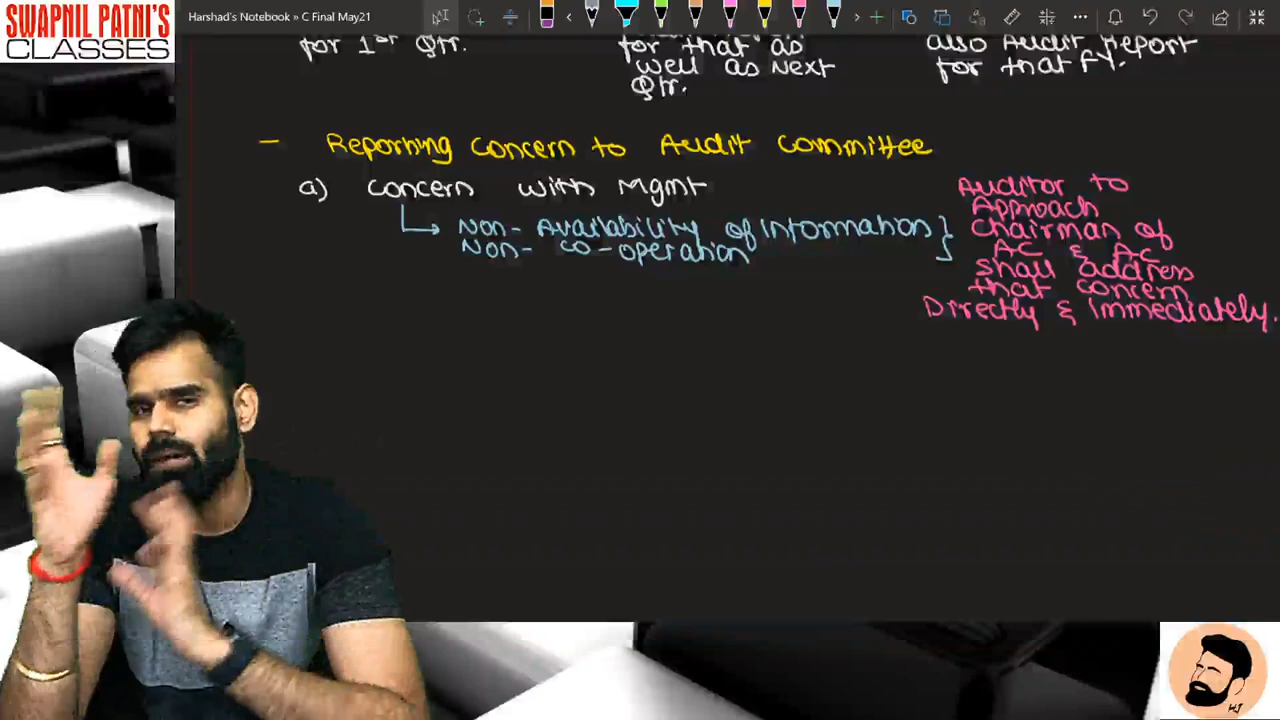 SWAPNIL PATNI'S
CLASSES
Harshad's Notebook » C Final May21
for 1st Qtr.
for that as
well as Next
Qtr.
also Audit Report
for that FY.
- Reporting Concern to Audit Committee
a) Concern with Mgmt
Non- Availability of Information
Non- co-operation
Auditor to
Approach
Chairman of
AC & AC
shall address
that concern
Directly & Immediately.
HJ